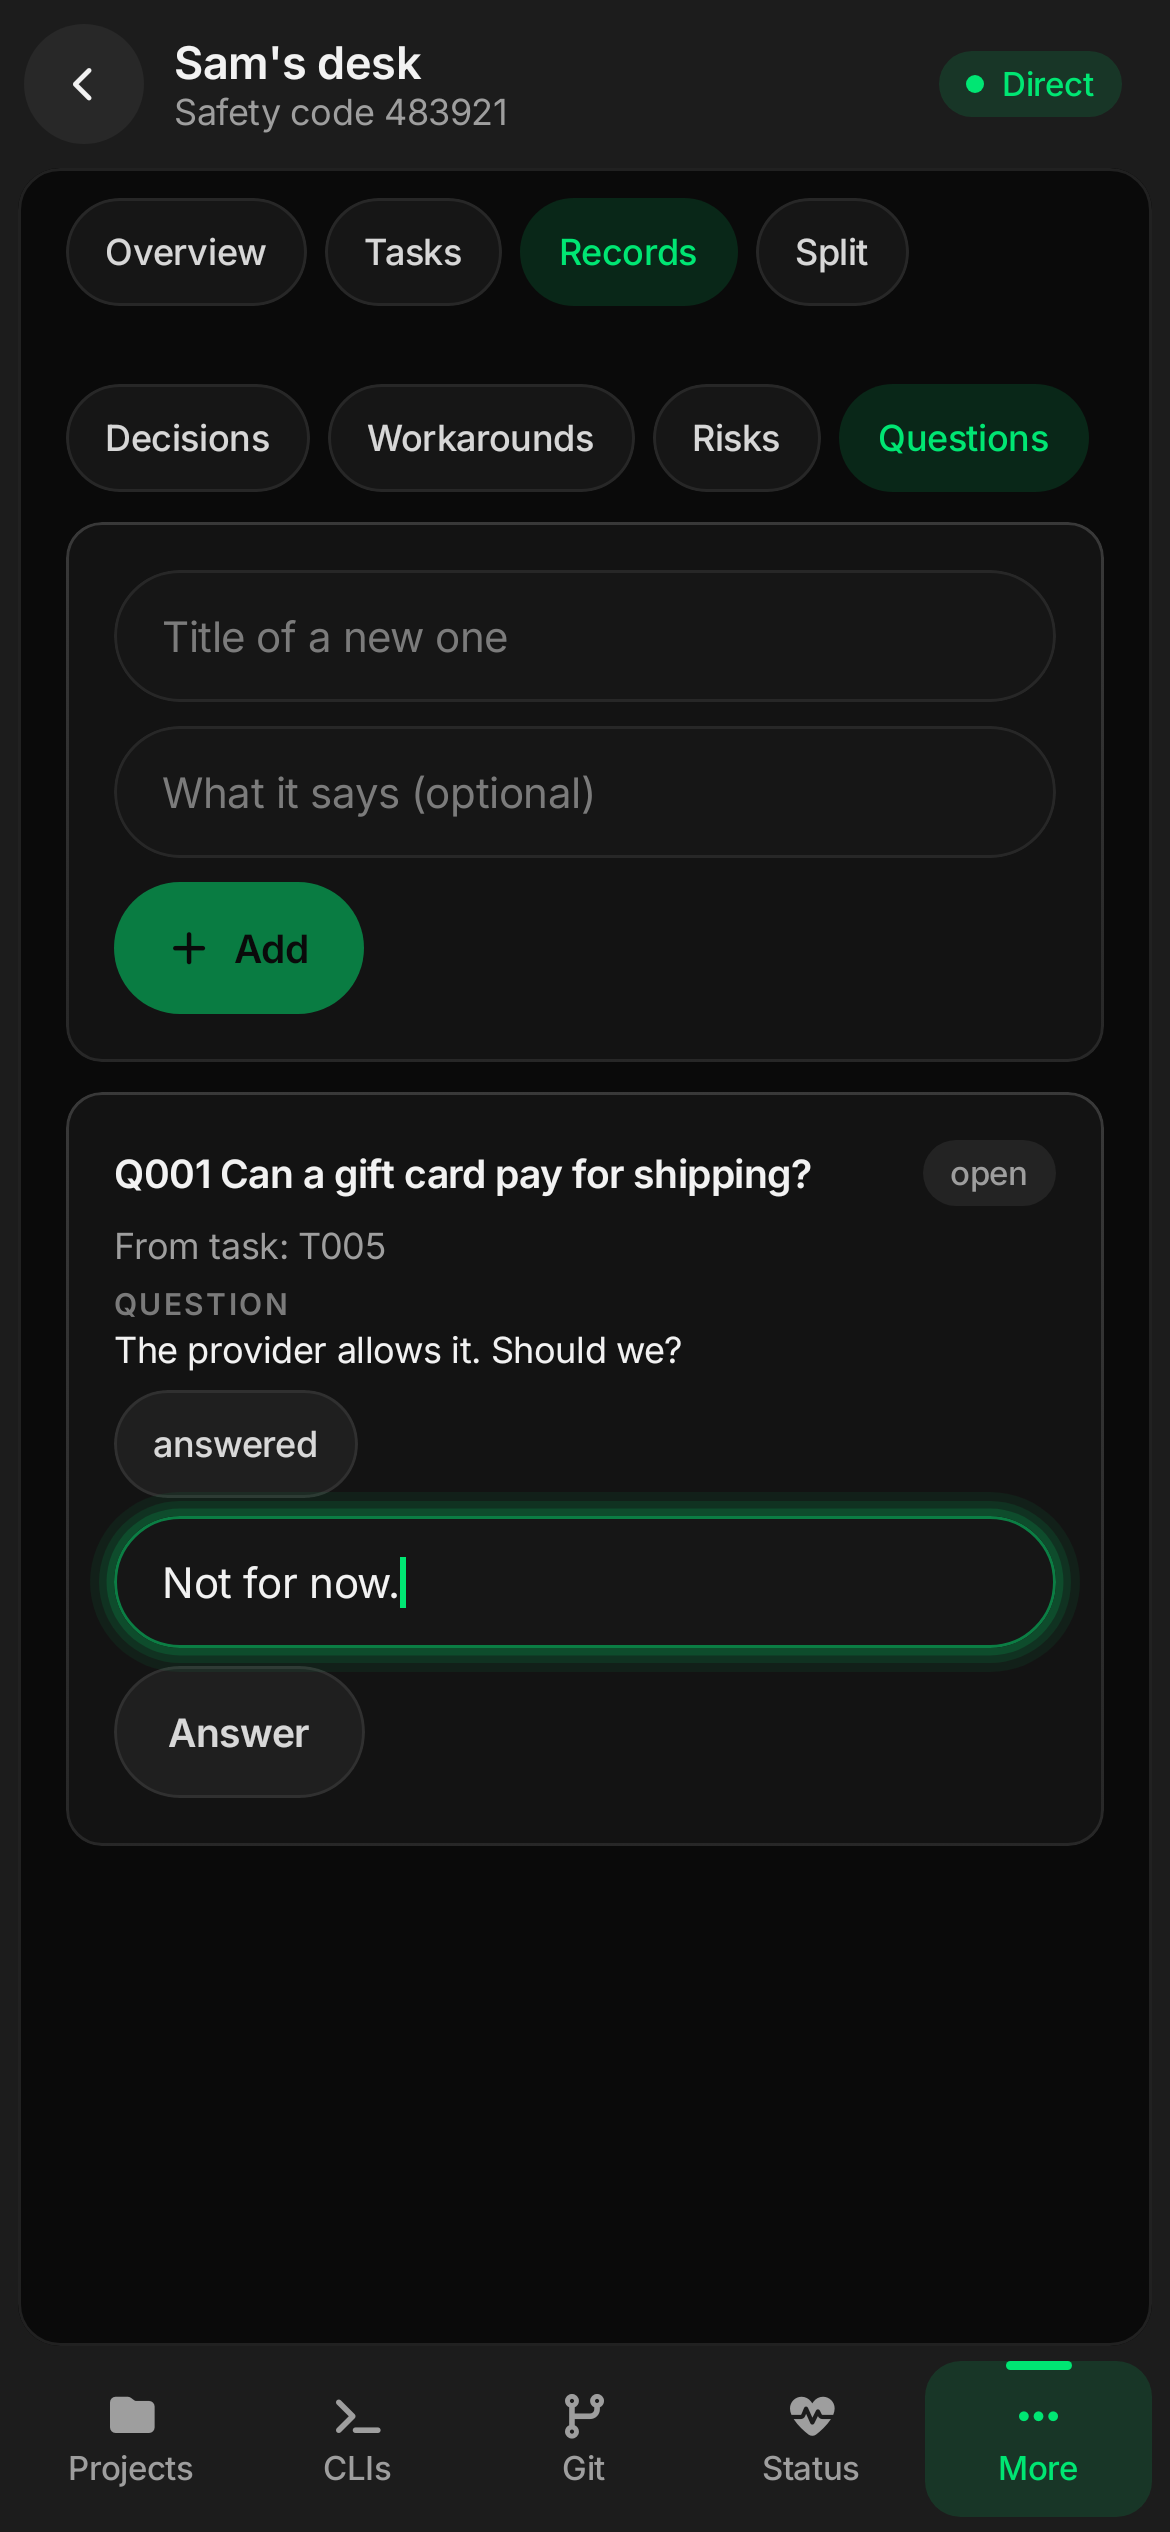 Sam's desk
Safety code 483921
Direct
Overview
Tasks
Records
Split
Decisions
Workarounds
Risks
Questions
Title of a new one
What it says (optional)
+ Add
Q001 Can a gift card pay for shipping?
open
From task: T005
QUESTION
The provider allows it. Should we?
answered
Not for now.
Answer
Projects
CLIs
Git
Status
More